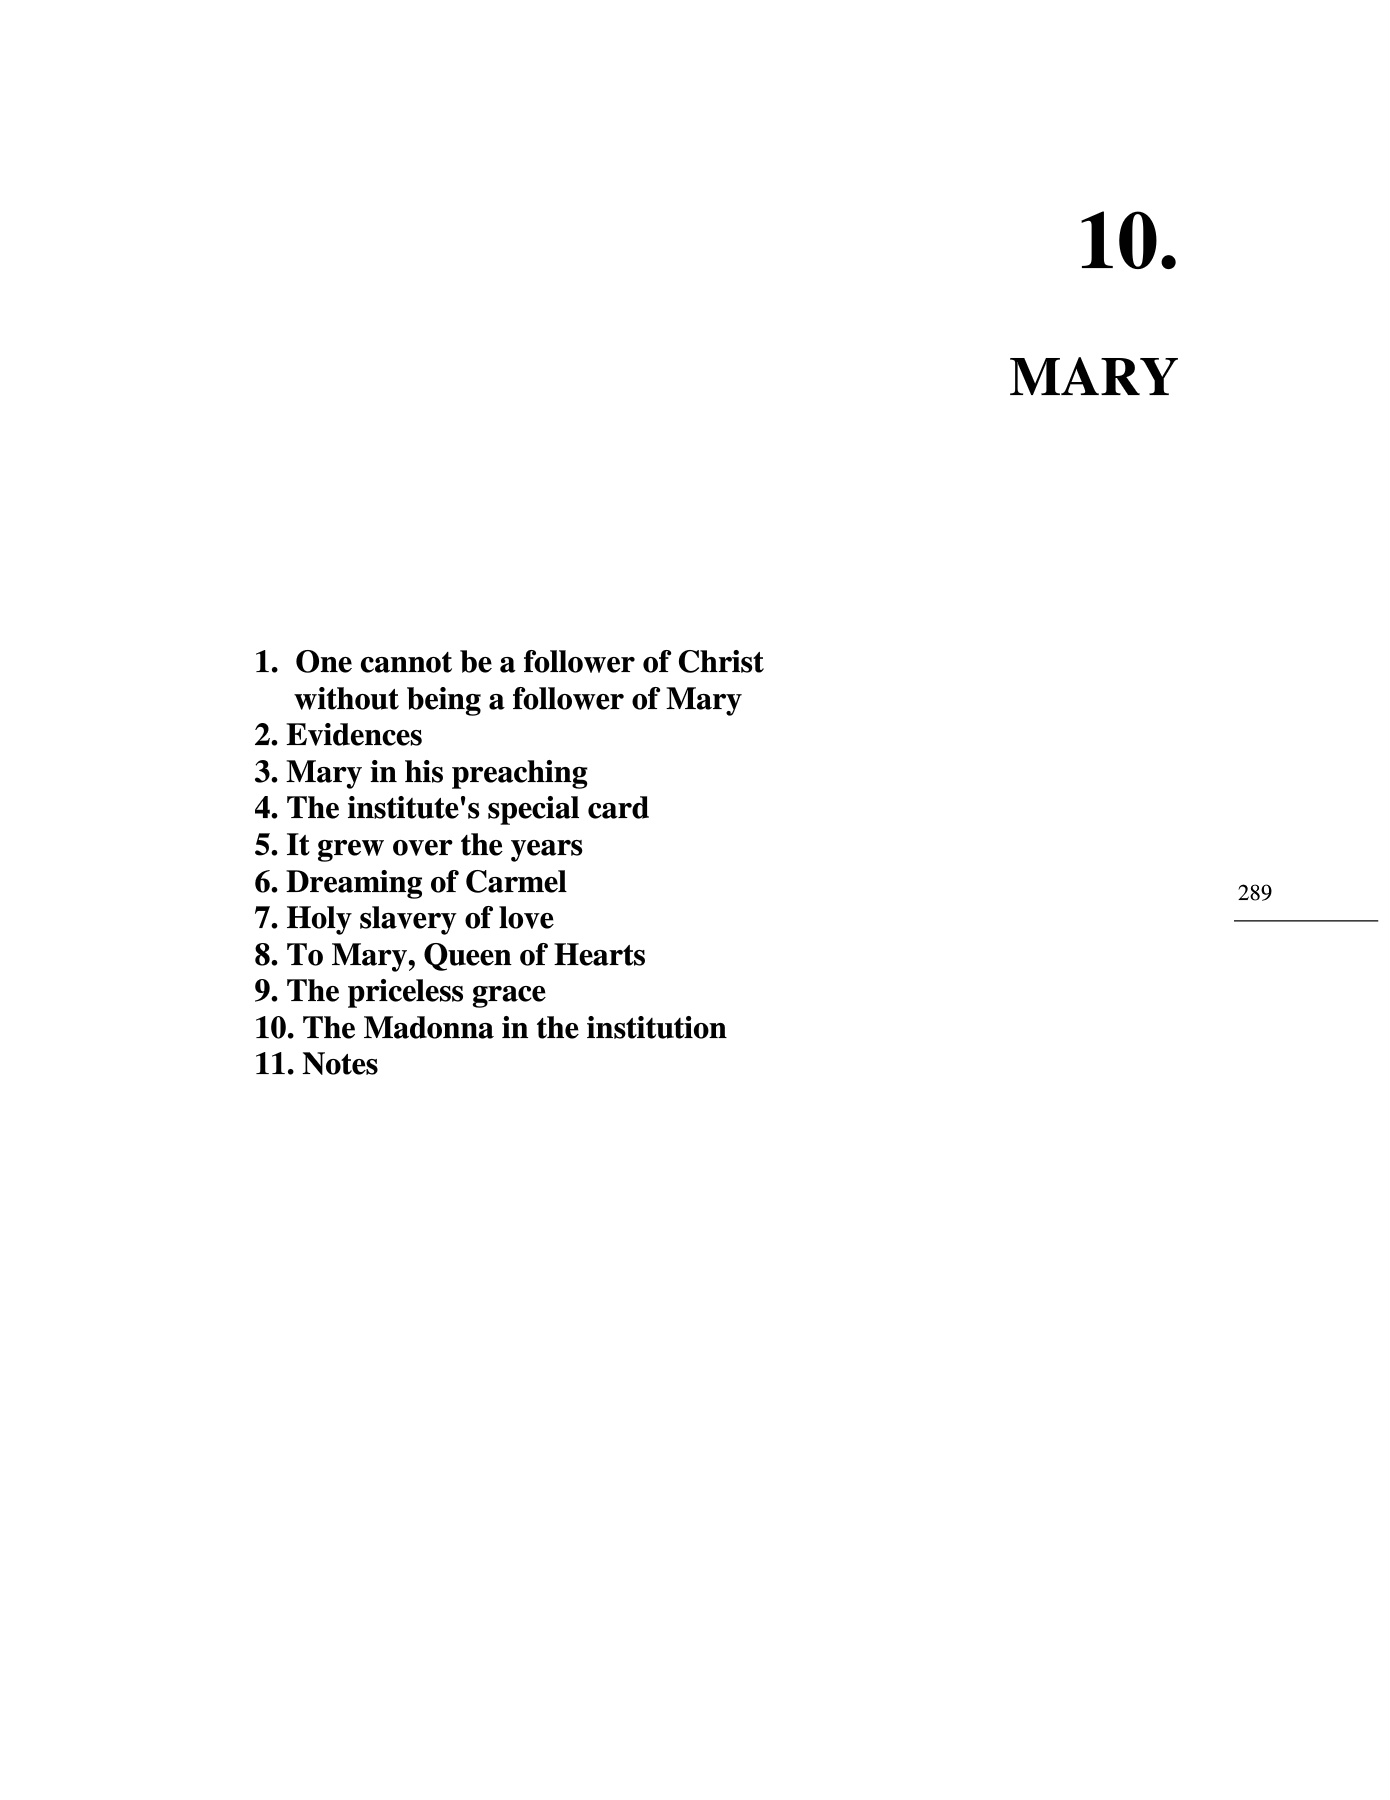 10.
MARY
1. One cannot be a follower of Christ
without being a follower of Mary
2. Evidences
3. Mary in his preaching
4. The institute's special card
5. It grew over the years
6. Dreaming of Carmel
7. Holy slavery of love
8. To Mary, Queen of Hearts
9. The priceless grace
10. The Madonna in the institution
11. Notes
289